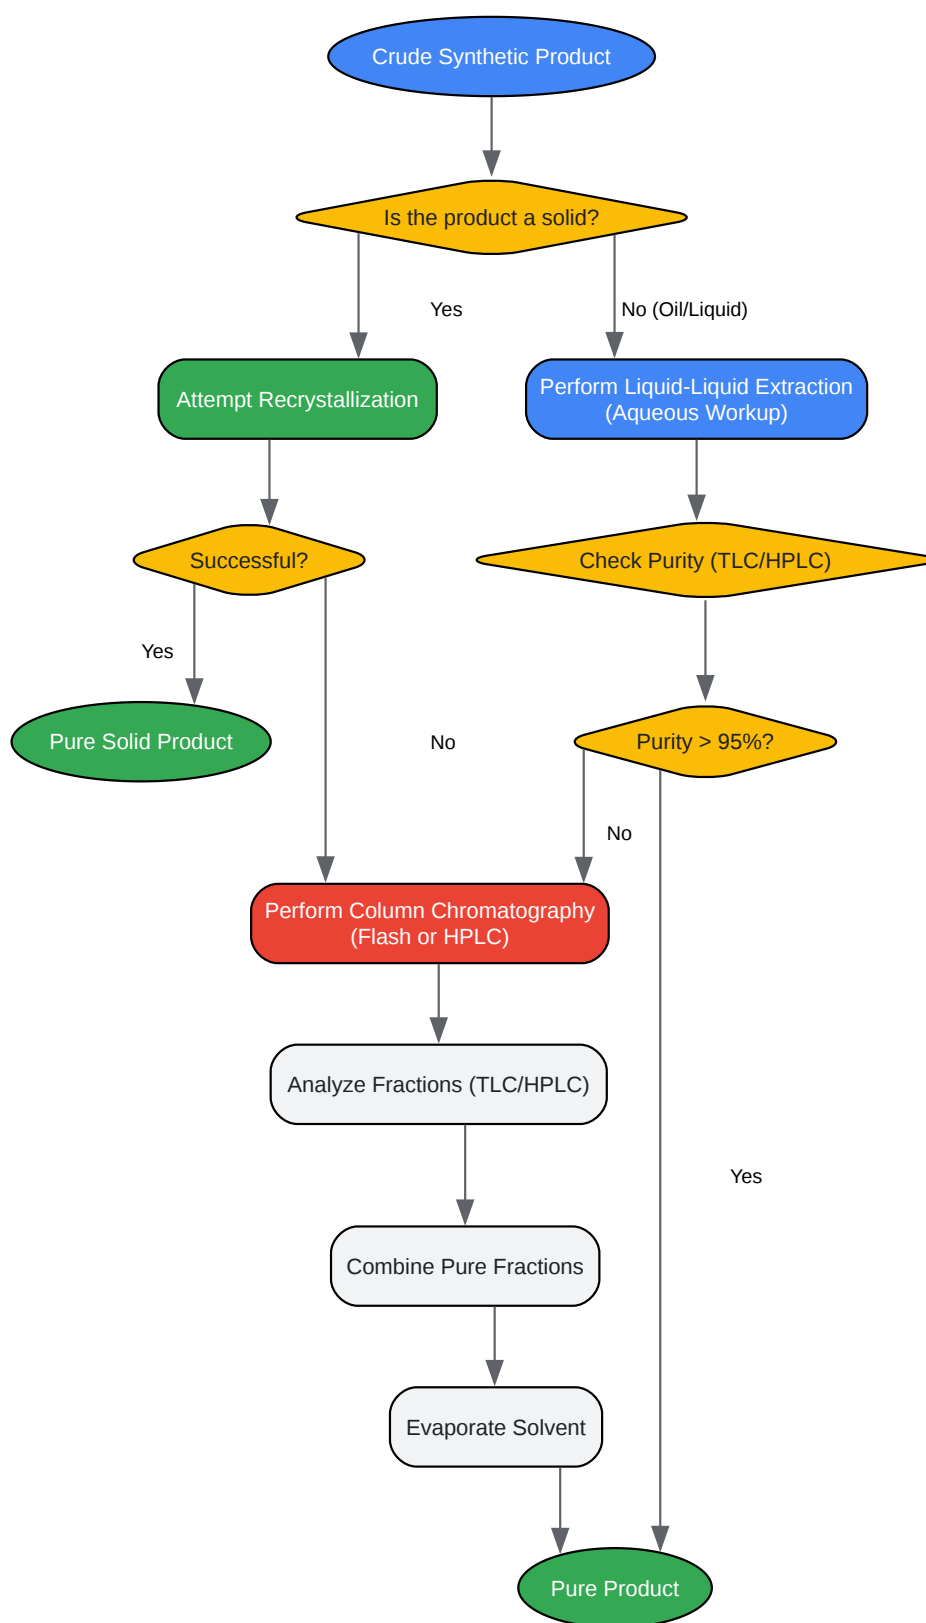 Crude Synthetic Product
Is the product a solid?
Yes
No (Oil/Liquid)
Attempt Recrystallization
Perform Liquid-Liquid Extraction
(Aqueous Workup)
Successful?
Check Purity (TLC/HPLC)
Yes
Pure Solid Product
No
Purity > 95%?
No
Perform Column Chromatography
(Flash or HPLC)
Analyze Fractions (TLC/HPLC)
Yes
Combine Pure Fractions
Evaporate Solvent
Pure Product